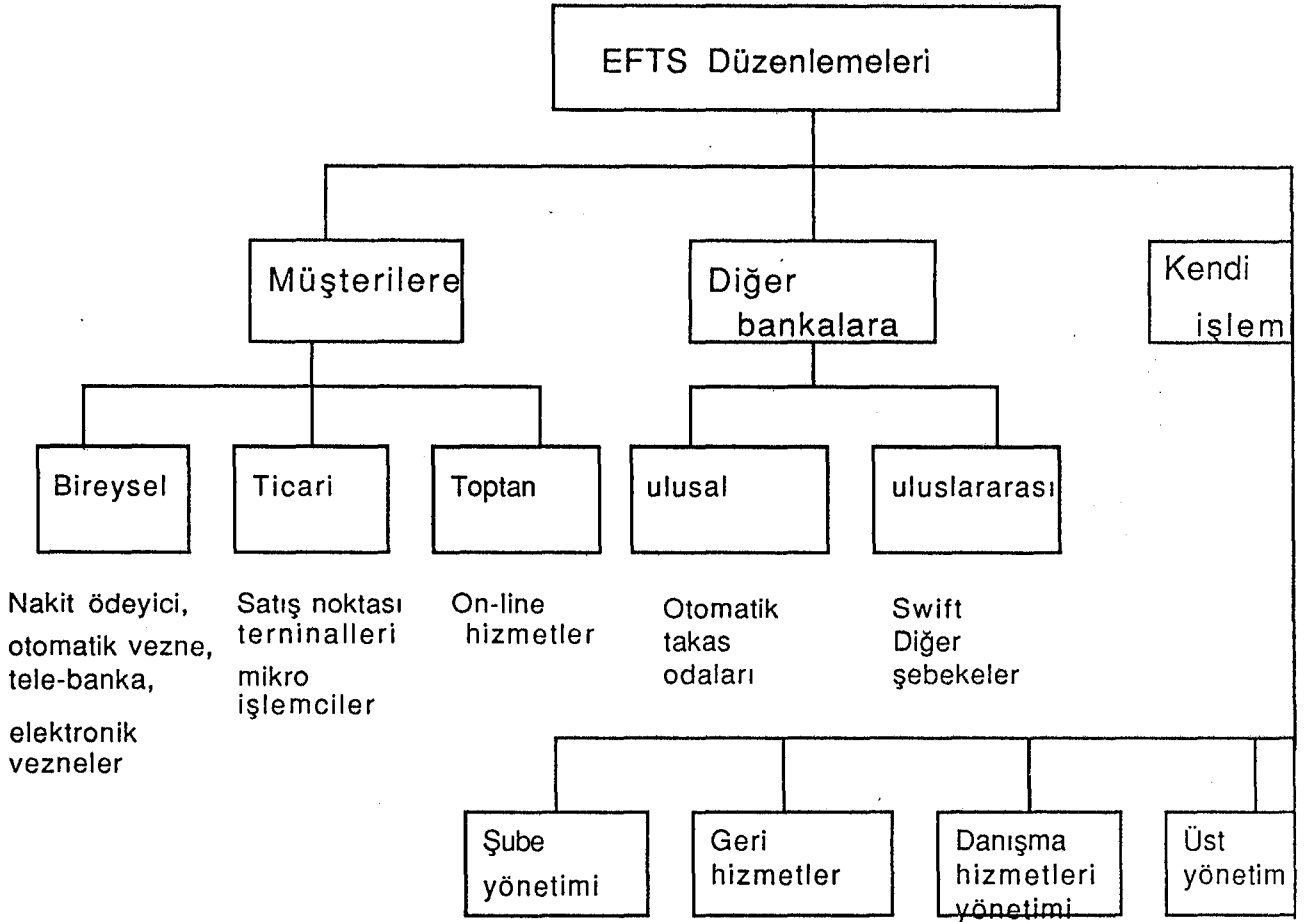 EFTS Düzenlemeleri
Müşterilere
Diğer
bankalara
Kendi
işlem
Bireysel
Ticari
Toptan
ulusal
uluslararası
Nakit ödeyici,
otomatik vezne,
tele-banka,
elektronik
vezneler
Satış noktası
terninalleri
mikro
işlemciler
On-line
hizmetler
Otomatik
takas
odaları
Swift
Diğer
şebekeler
Şube
yönetimi
Geri
hizmetler
Danışma
hizmetleri
yönetimi
Üst
yönetim